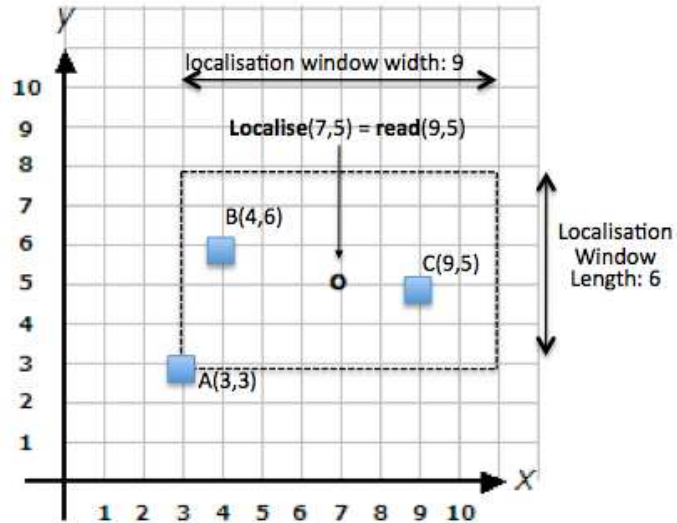 y
localisation window width: 9
10
9
Localise(7,5) = read(9,5)
8
7
B(4,6)
6
Localisation
Window
Length: 6
C(9,5)
5
O
4
3
A(3,3)
2
1
X
1 2 3 4 5 6 7 8 9 10